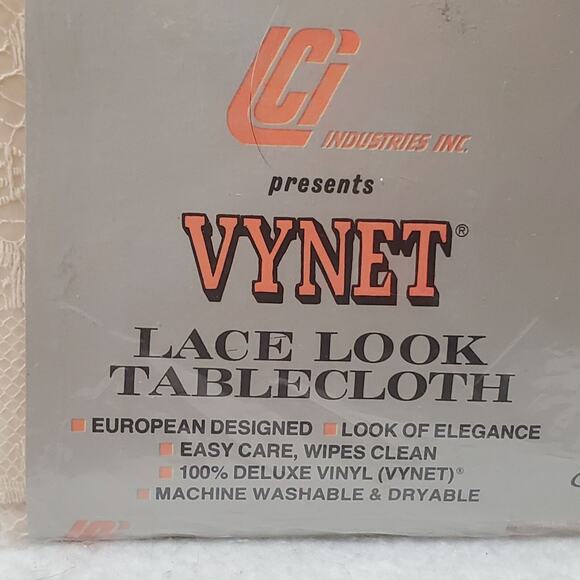 LCi
INDUSTRIES INC.
presents
VYNET®
LACE LOOK
TABLECLOTH
EUROPEAN DESIGNED LOOK OF ELEGANCE
EASY CARE, WIPES CLEAN
100% DELUXE VINYL (VYNET)®
MACHINE WASHABLE & DRYABLE